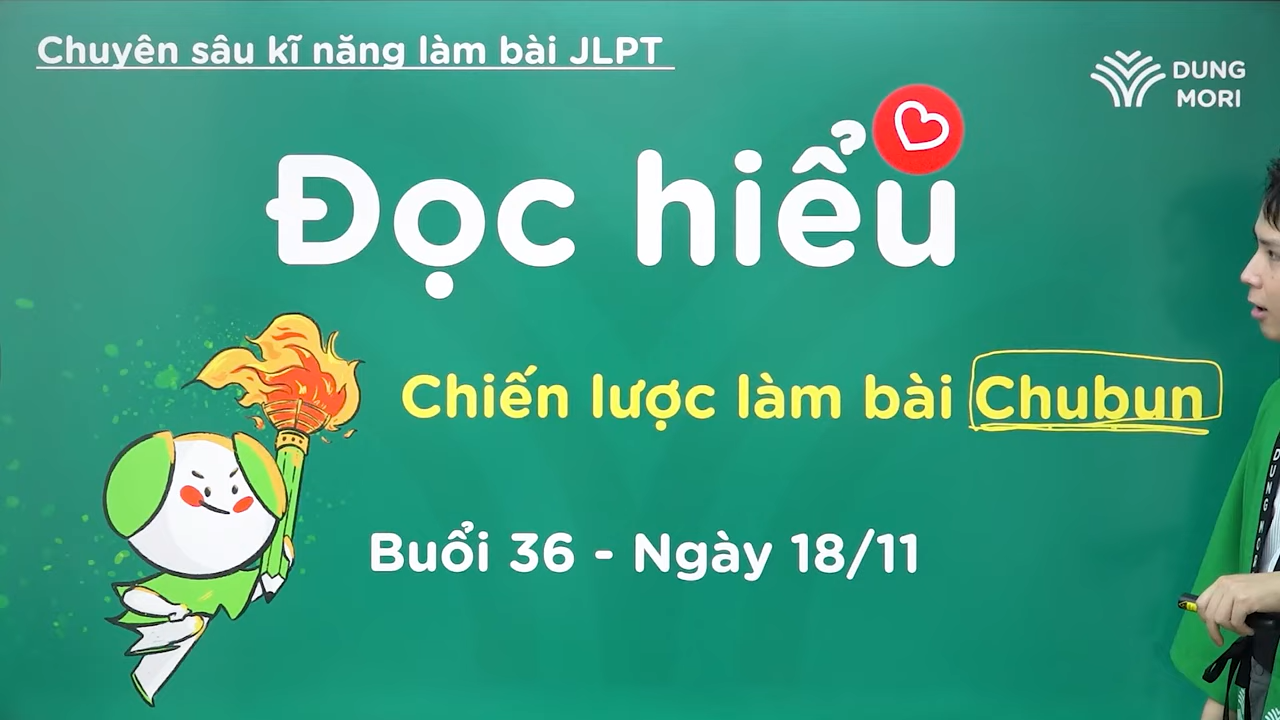 Chuyên sâu kĩ năng làm bài JLPT
DUNG
MORI
Đọc hiểu
Chiến lược làm bài Chubun
Buổi 36 - Ngày 18/11